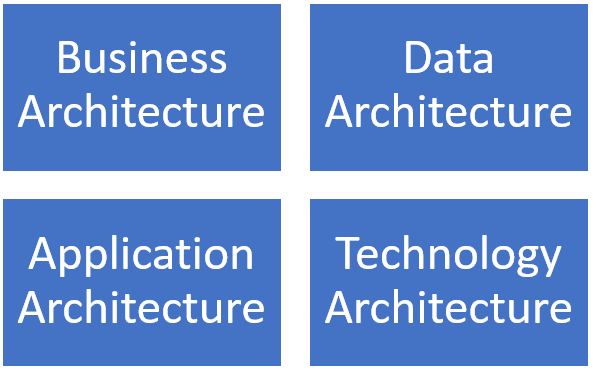 Business
Architecture
Data
Architecture
Application
Architecture
Technology
Architecture